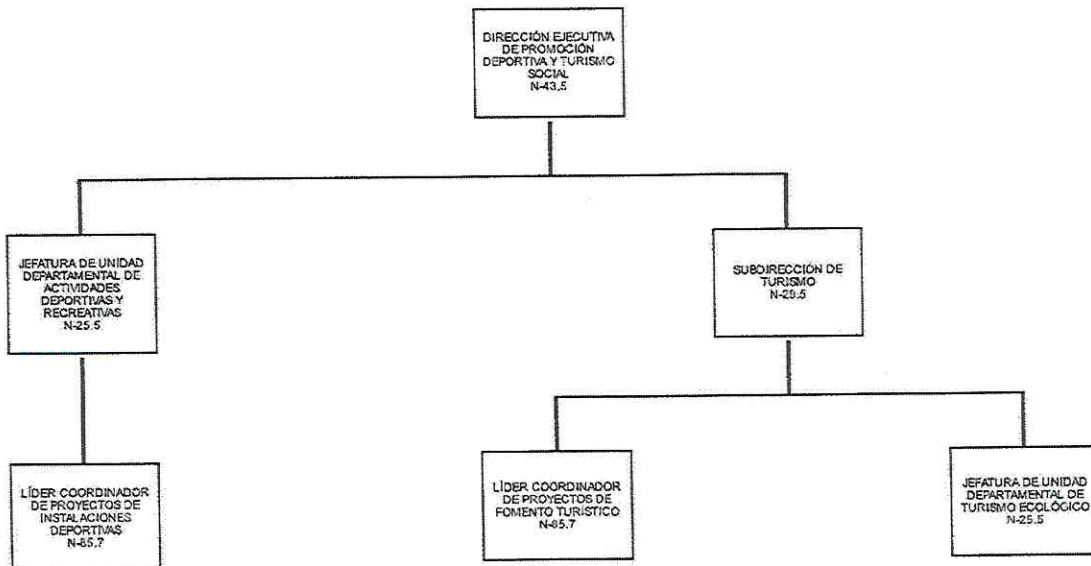 DIRECCIÓN EJECUTIVA
DE PROMOCIÓN
DEPORTIVA Y TURISMO
SOCIAL
N-43.5
JEFATURA DE UNIDAD
DEPARTAMENTAL DE
ACTIVIDADES
DEPORTIVAS Y
RECREATIVAS
N-25.5
SUBDIRECCIÓN DE
TURISMO
N-29.5
LÍDER COORDINADOR
DE PROYECTOS DE
INSTALACIONES
DEPORTIVAS
N-85.7
LÍDER COORDINADOR
DE PROYECTOS DE
FOMENTO TURÍSTICO
N-85.7
JEFATURA DE UNIDAD
DEPARTAMENTAL DE
TURISMO ECOLÓGICO
N-25.5